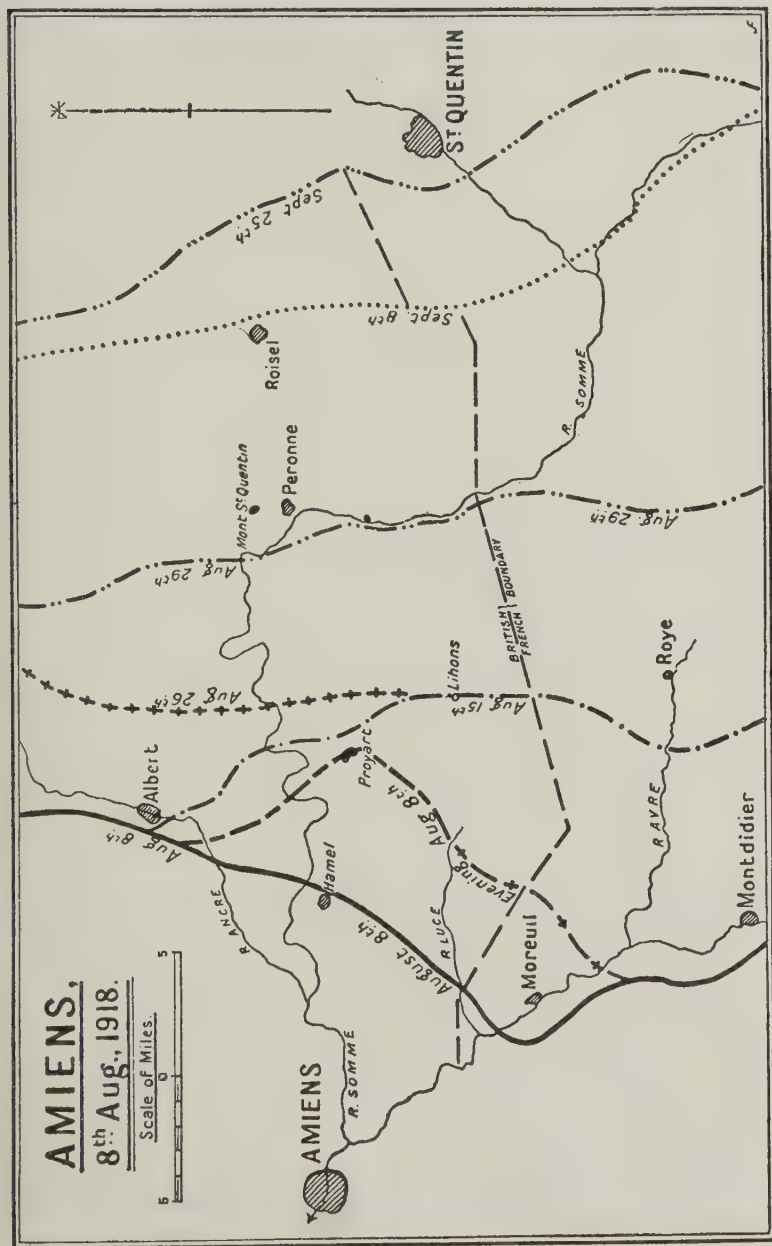 AMIENS,
8th Aug., 1918.
Scale of Miles.
5 0 5
AMIENS
R. SOMME
R. ANCRE
Albert
Aug 8th
Hamel
August 8th
R. LUCE
Moreuil
Evening Aug 8th
Proyart
Montdidier
R. AVRE
Roye
Aug 26th
Lihons
Aug 15th
BRITISH BOUNDARY
FRENCH
Aug 29th
Mont St Quentin
Peronne
Aug. 29th
Roisel
R. SOMME
Sept. 8th
Sept 25th
ST QUENTIN